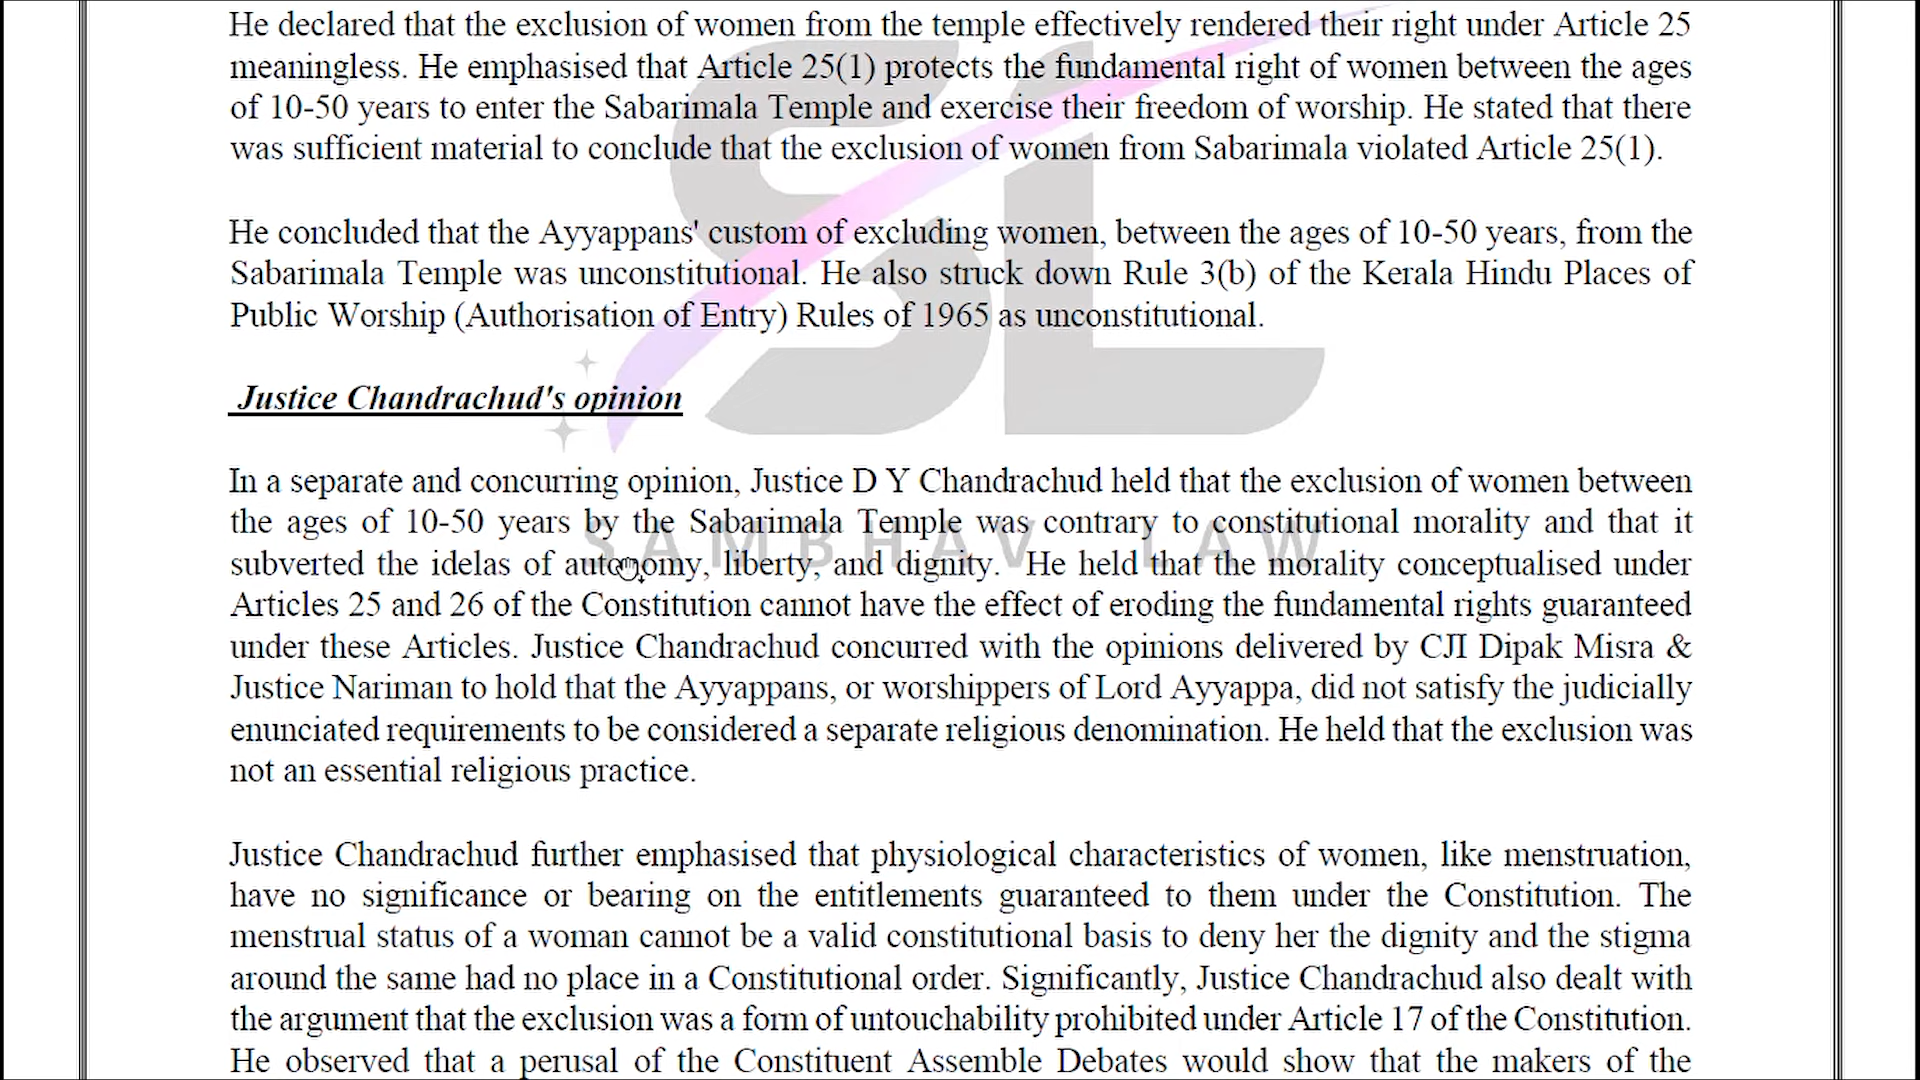 He declared that the exclusion of women from the temple effectively rendered their right under Article 25
meaningless. He emphasised that Article 25(1) protects the fundamental right of women between the ages
of 10-50 years to enter the Sabarimala Temple and exercise their freedom of worship. He stated that there
was sufficient material to conclude that the exclusion of women from Sabarimala violated Article 25(1).
He concluded that the Ayyappans' custom of excluding women, between the ages of 10-50 years, from the
Sabarimala Temple was unconstitutional. He also struck down Rule 3(b) of the Kerala Hindu Places of
Public Worship (Authorisation of Entry) Rules of 1965 as unconstitutional.
Justice Chandrachud's opinion
In a separate and concurring opinion, Justice D Y Chandrachud held that the exclusion of women between
the ages of 10-50 years by the Sabarimala Temple was contrary to constitutional morality and that it
subverted the idelas of autonomy, liberty, and dignity. He held that the morality conceptualised under
Articles 25 and 26 of the Constitution cannot have the effect of eroding the fundamental rights guaranteed
under these Articles. Justice Chandrachud concurred with the opinions delivered by CJI Dipak Misra &
Justice Nariman to hold that the Ayyappans, or worshippers of Lord Ayyappa, did not satisfy the judicially
enunciated requirements to be considered a separate religious denomination. He held that the exclusion was
not an essential religious practice.
Justice Chandrachud further emphasised that physiological characteristics of women, like menstruation,
have no significance or bearing on the entitlements guaranteed to them under the Constitution. The
menstrual status of a woman cannot be a valid constitutional basis to deny her the dignity and the stigma
around the same had no place in a Constitutional order. Significantly, Justice Chandrachud also dealt with
the argument that the exclusion was a form of untouchability prohibited under Article 17 of the Constitution.
He observed that a perusal of the Constituent Assemble Debates would show that the makers of the
SL
SAMBHAV LAW